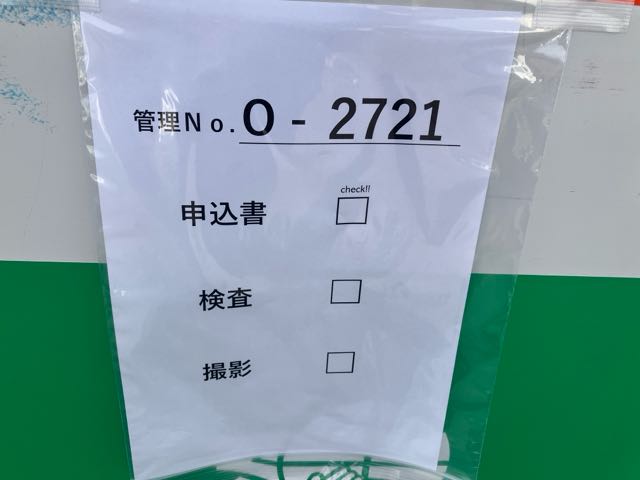 管理No.O - 2721
check!!
申込書
検査
撮影